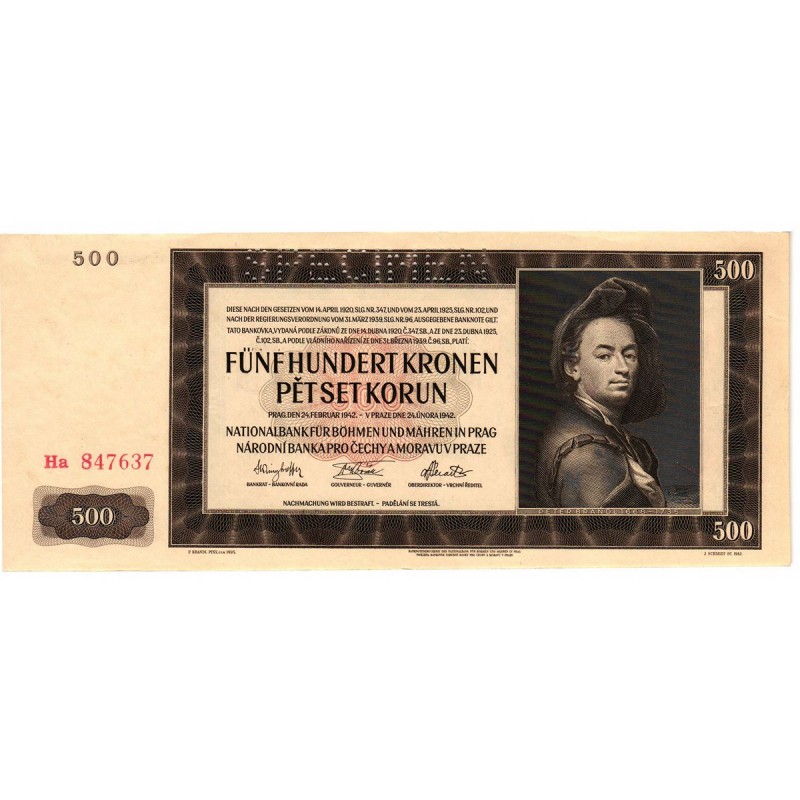 500
SPECIMEN
500
DIESE NACH DEN GESETZEN VOM 14. APRIL 1920, SLG. NR. 347, UND VOM 23. APRIL 1925, SLG. NR. 102, UND
NACH DER REGIERUNGSVERORDNUNG VOM 31. MÄRZ 1939, SLG. NR. 96, AUSGEGEBENE BANKNOTE GILT.
TATO BANKOVKA, VYDANÁ PODLE ZÁKONŮ ZE DNE 14. DUBNA 1920, Č. 347 SB., A ZE DNE 23. DUBNA 1925,
Č. 102 SB., A PODLE VLÁDNÍHO NAŘÍZENÍ ZE DNE 31. BŘEZNA 1939, Č. 96 SB., PLATÍ:
FÜNF HUNDERT KRONEN
PĚT SET KORUN
PRAG, DEN 24. FEBRUAR 1942. – V PRAZE DNE 24. ÚNORA 1942.
NATIONALBANK FÜR BÖHMEN UND MÄHREN IN PRAG
NÁRODNÍ BANKA PRO ČECHY A MORAVU V PRAZE
Ha 847637
BANKRAT - BANKOVNÍ RADA
GOUVERNEUR - GUVERNÉR
OBERDIREKTOR - VRCHNÍ ŘEDITEL
NACHMACHUNG WIRD BESTRAFT. – PADĚLÁNÍ SE TRESTÁ.
500
PETER BRANDL 1668-1735
500